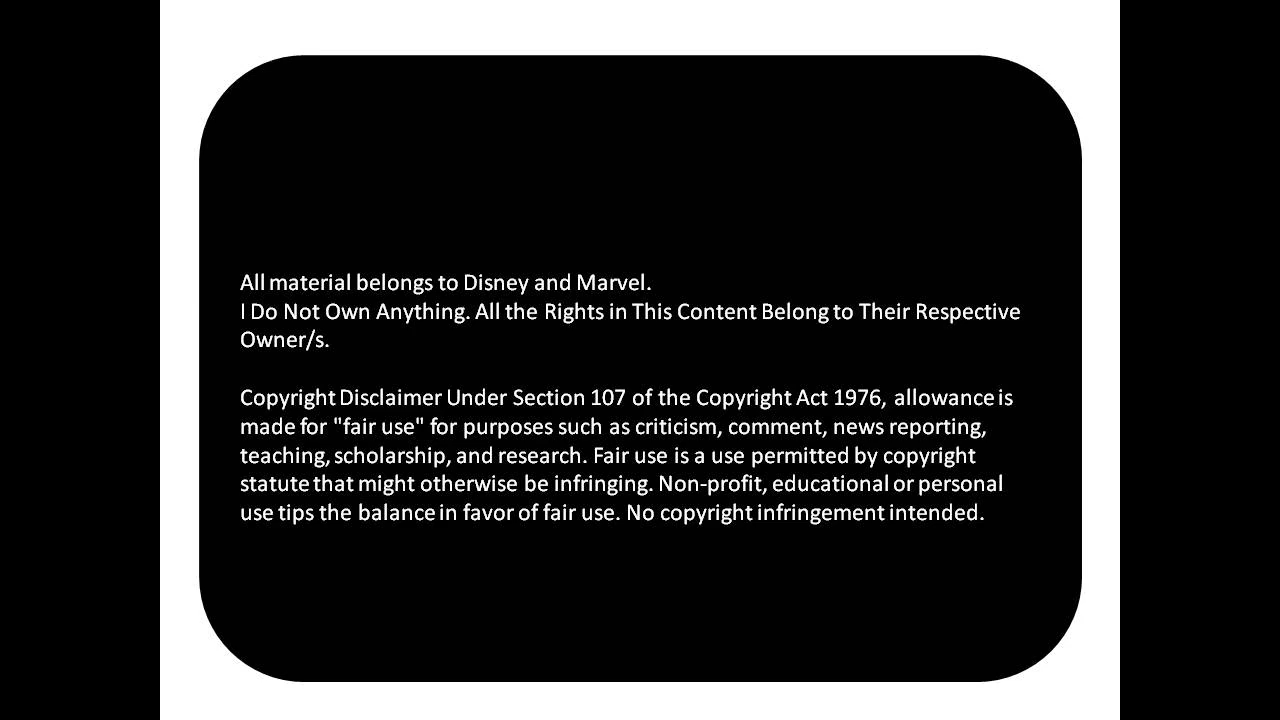 All material belongs to Disney and Marvel.
I Do Not Own Anything. All the Rights in This Content Belong to Their Respective
Owner/s.
Copyright Disclaimer Under Section 107 of the Copyright Act 1976, allowance is
made for "fair use" for purposes such as criticism, comment, news reporting,
teaching, scholarship, and research. Fair use is a use permitted by copyright
statute that might otherwise be infringing. Non-profit, educational or personal
use tips the balance in favor of fair use. No copyright infringement intended.